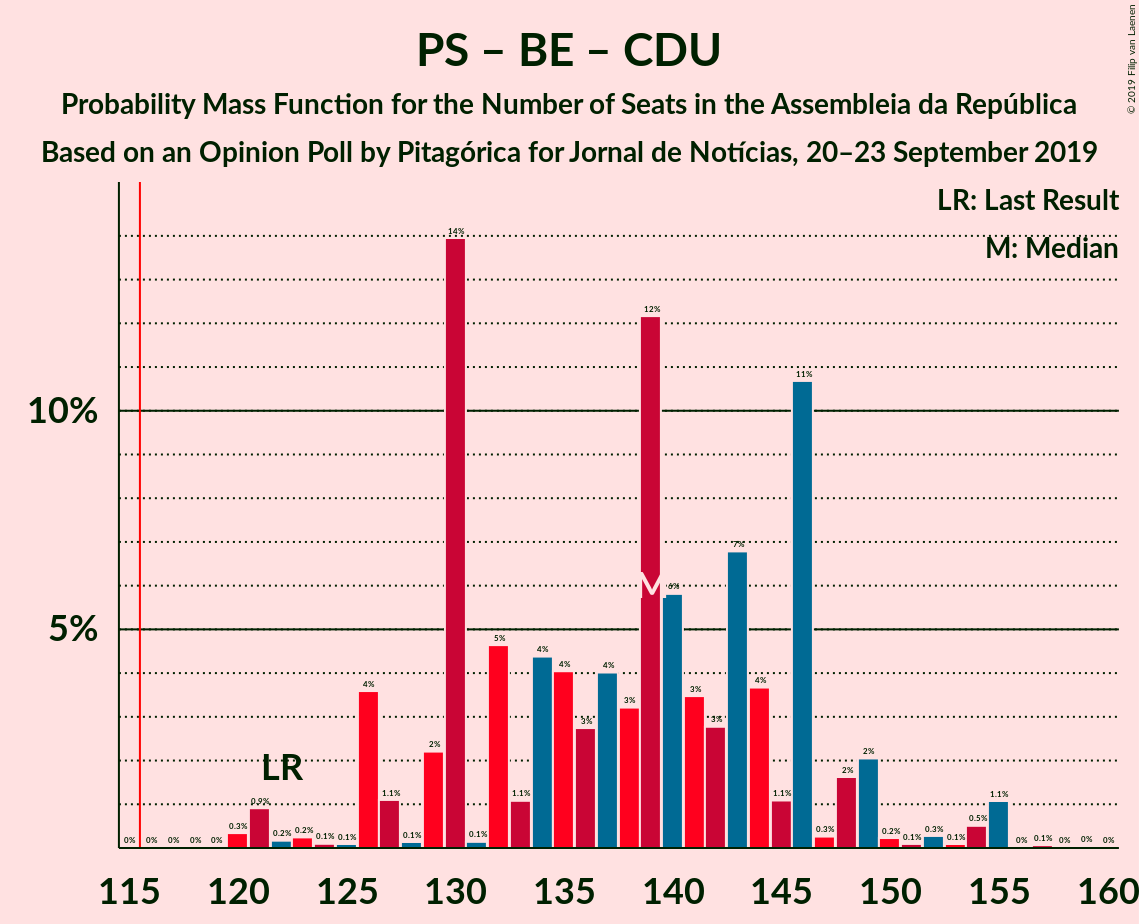 PS – BE – CDU
Probability Mass Function for the Number of Seats in the Assembleia da República
Based on an Opinion Poll by Pitagórica for Jornal de Notícias, 20–23 September 2019
© 2019 Filip van Laenen
LR: Last Result
M: Median
10%
5%
LR
M
0% 0% 0% 0% 0% 0.3% 0.9% 0.2% 0.2% 0.1% 0.1% 4% 1.1% 0.1% 2% 14% 0.1% 5% 1.1% 4% 4% 3% 4% 3% 12% 6% 3% 3% 7% 4% 1.1% 11% 0.3% 2% 2% 0.2% 0.1% 0.3% 0.1% 0.5% 1.1% 0% 0.1% 0% 0% 0%
115 120 125 130 135 140 145 150 155 160